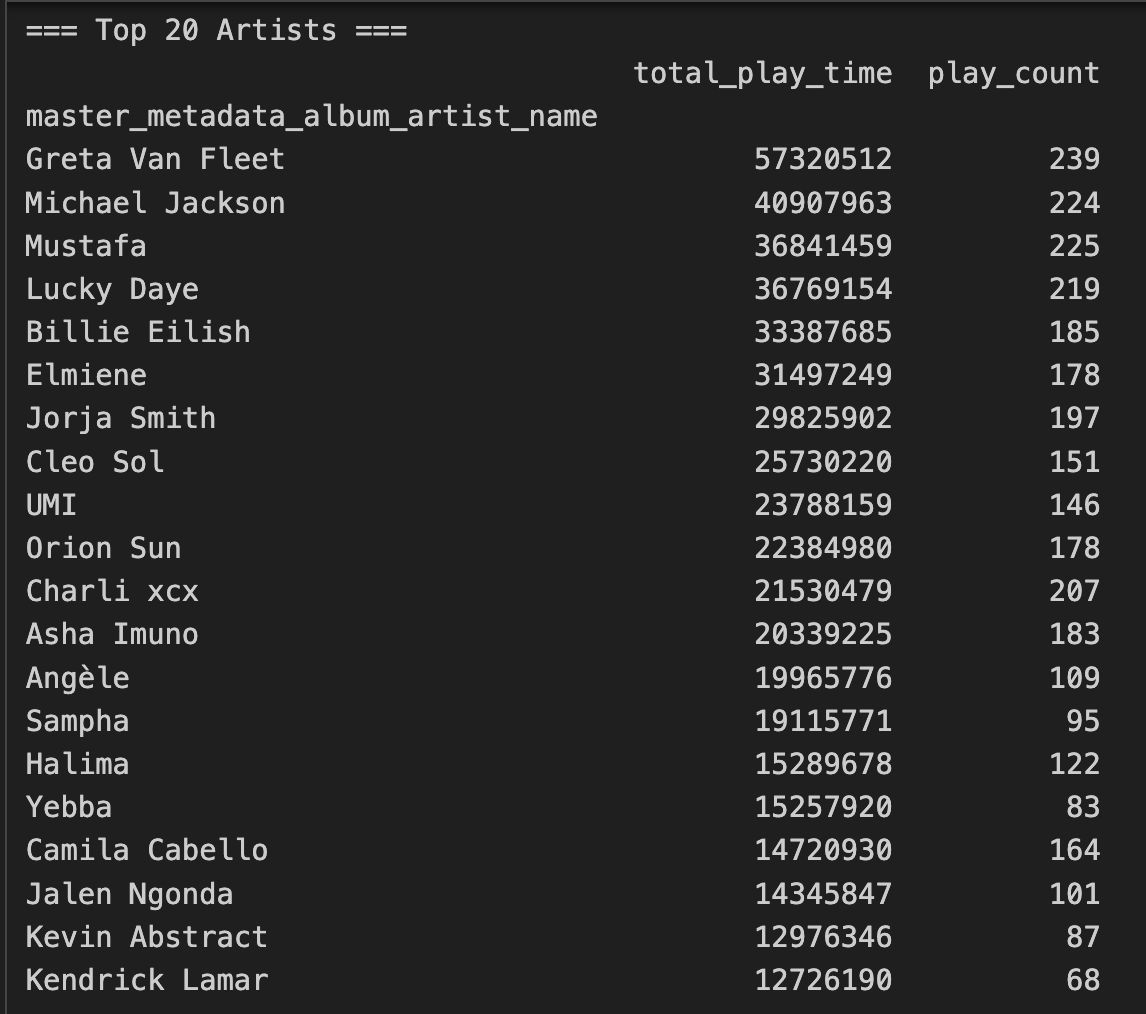 === Top 20 Artists ===
total_play_time play_count
master_metadata_album_artist_name
Greta Van Fleet 57320512 239
Michael Jackson 40907963 224
Mustafa 36841459 225
Lucky Daye 36769154 219
Billie Eilish 33387685 185
Elmiene 31497249 178
Jorja Smith 29825902 197
Cleo Sol 25730220 151
UMI 23788159 146
Orion Sun 22384980 178
Charli xcx 21530479 207
Asha Imuno 20339225 183
Angèle 19965776 109
Sampha 19115771 95
Halima 15289678 122
Yebba 15257920 83
Camila Cabello 14720930 164
Jalen Ngonda 14345847 101
Kevin Abstract 12976346 87
Kendrick Lamar 12726190 68